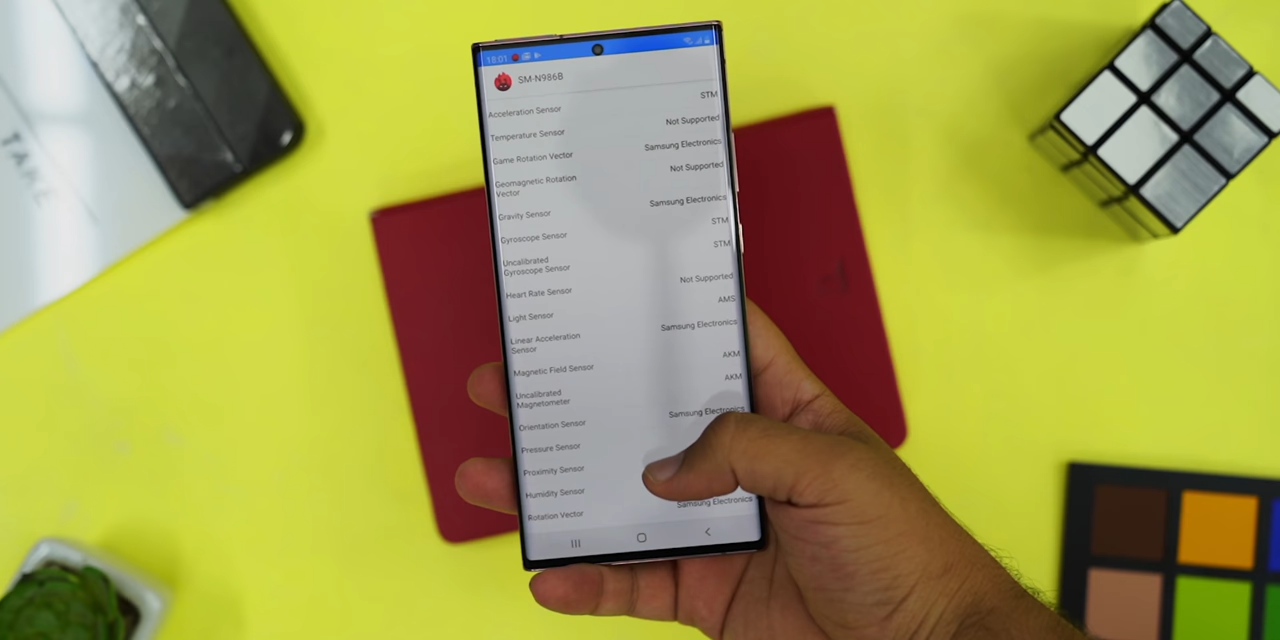 TAKE
18:01
SM-N986B
Acceleration Sensor STM
Temperature Sensor Not Supported
Game Rotation Vector Samsung Electronics
Geomagnetic Rotation Not Supported
Vector
Gravity Sensor Samsung Electronics
Gyroscope Sensor STM
Uncalibrated STM
Gyroscope Sensor
Heart Rate Sensor Not Supported
Light Sensor AMS
Linear Acceleration Samsung Electronics
Sensor
Magnetic Field Sensor AKM
Uncalibrated AKM
Magnetometer
Orientation Sensor Samsung Electronics
Pressure Sensor
Proximity Sensor
Humidity Sensor
Rotation Vector Samsung Electronics